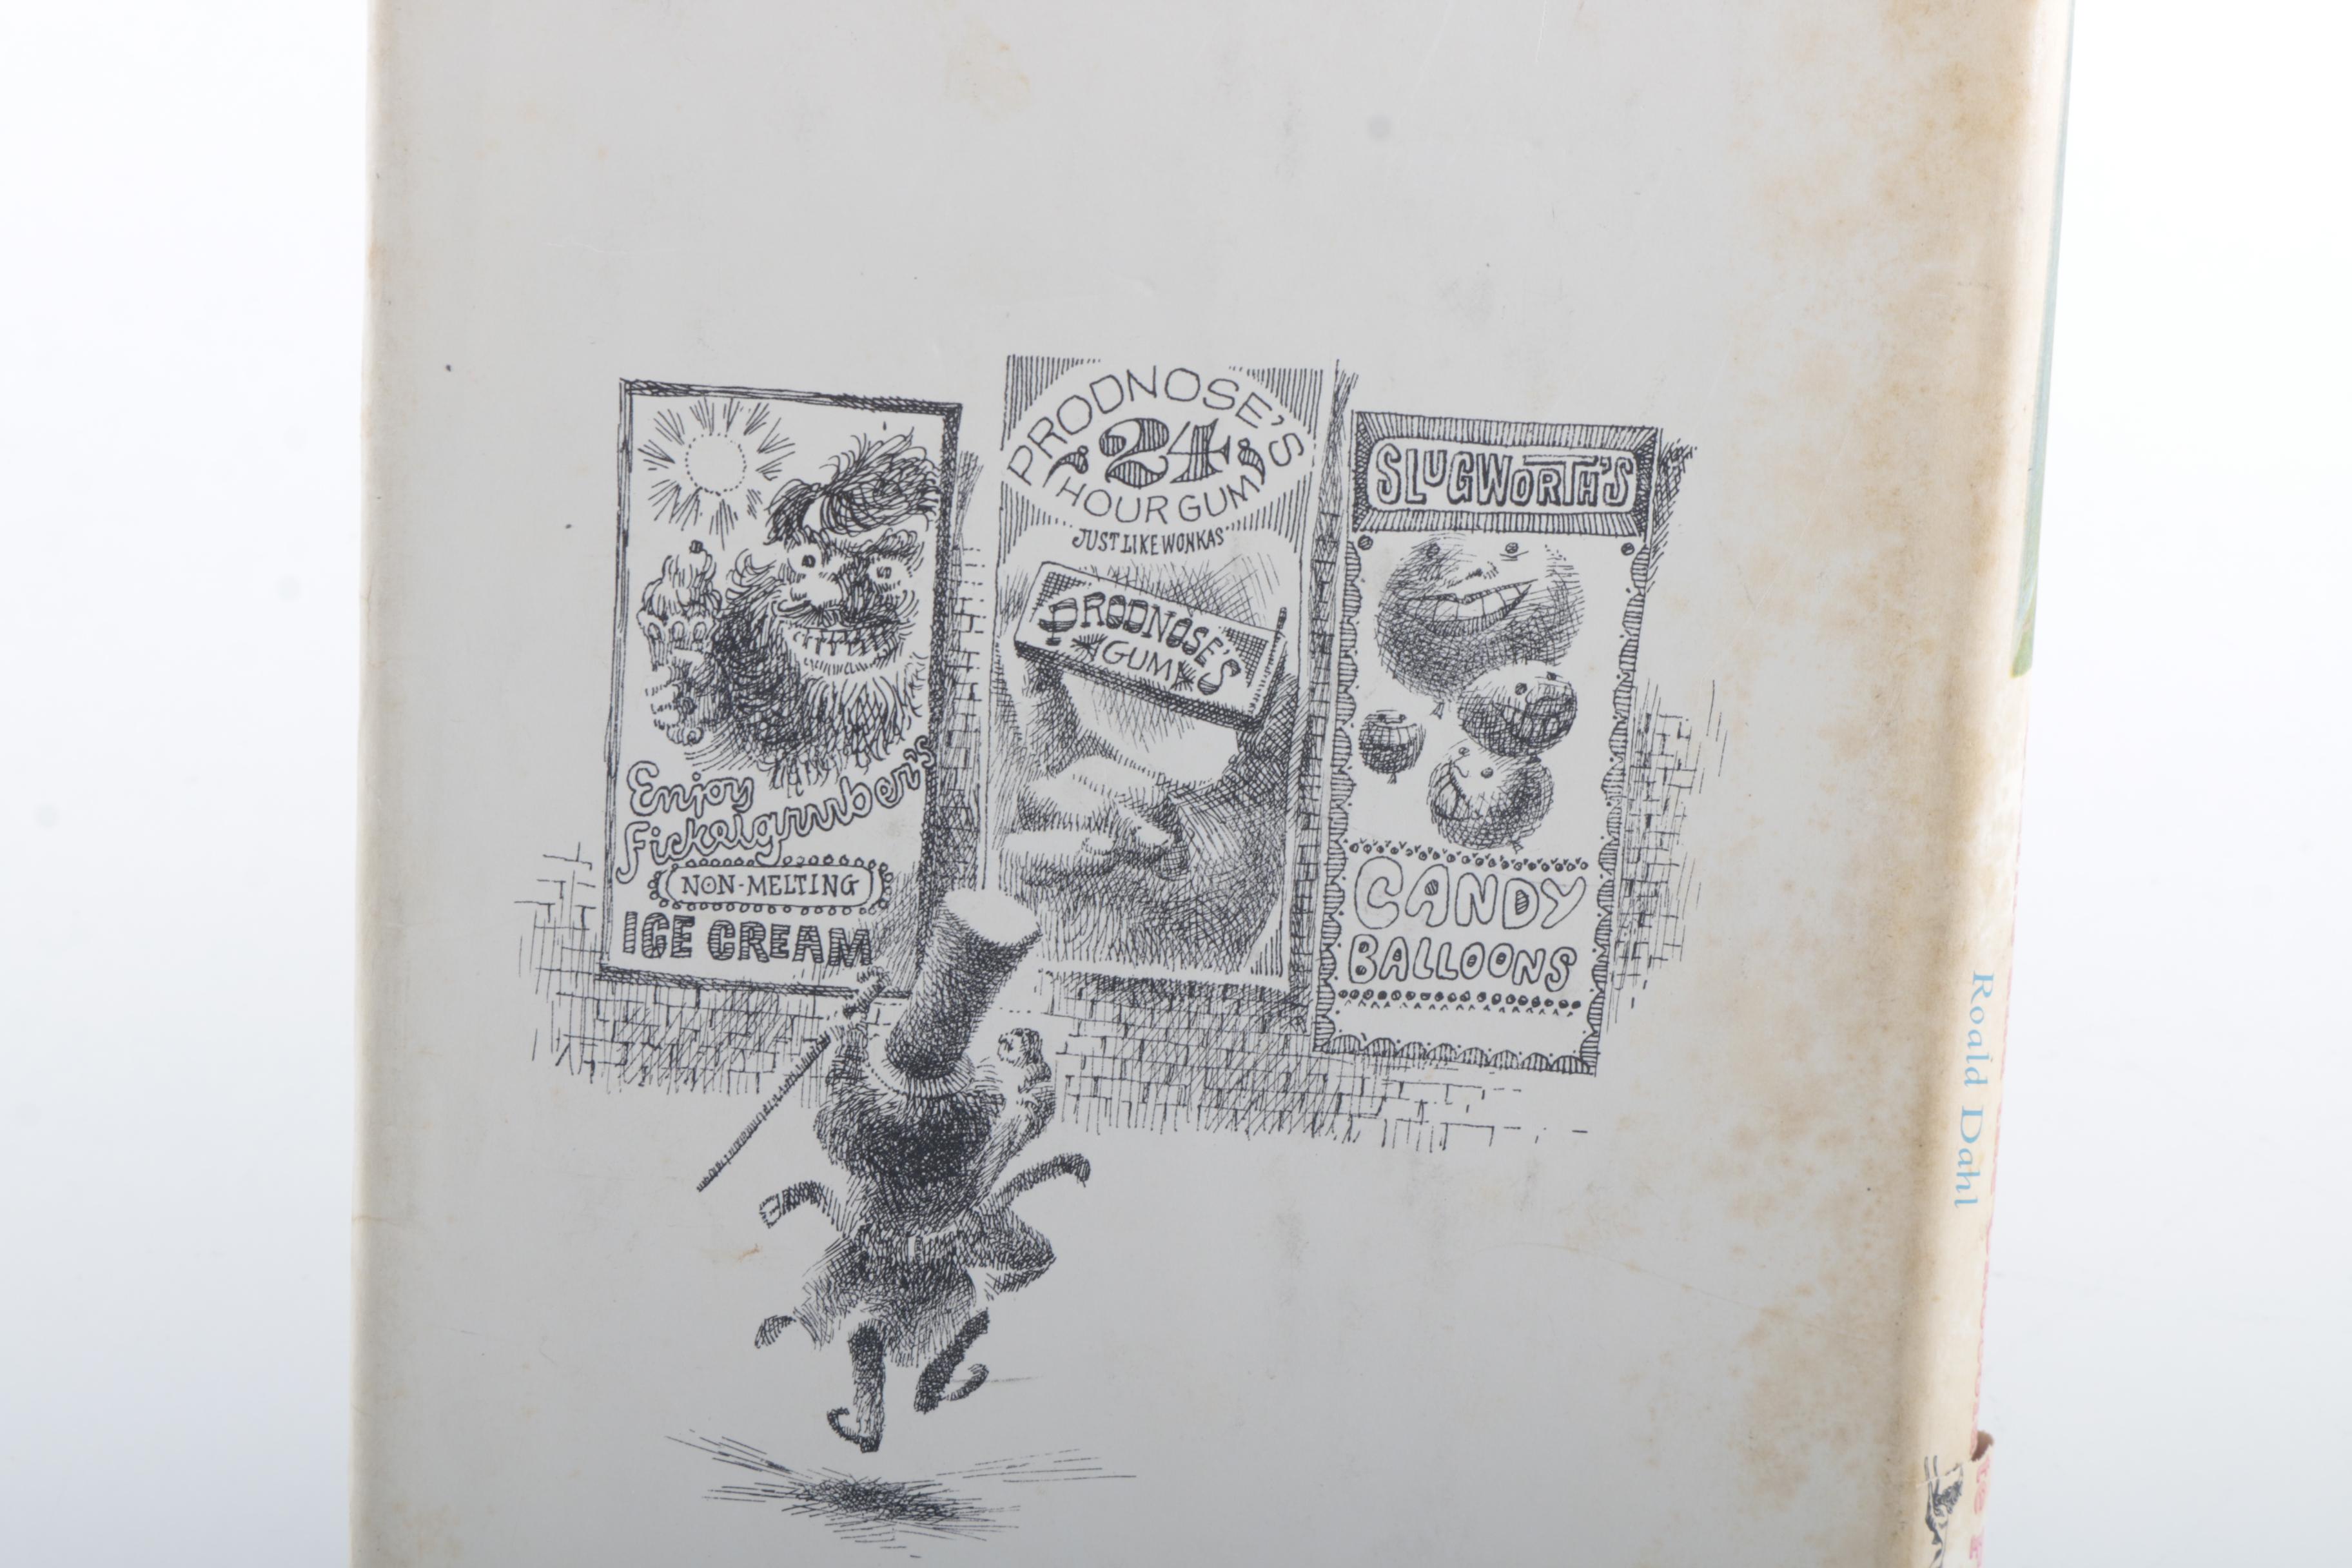 Enjoy
Fickelgruber's
NON-MELTING
ICE CREAM
PRODNOSE'S
24
HOUR GUM
JUST LIKE WONKAS
PRODNOSE'S
GUM
SLUGWORTH'S
CANDY
BALLOONS
Roald Dahl